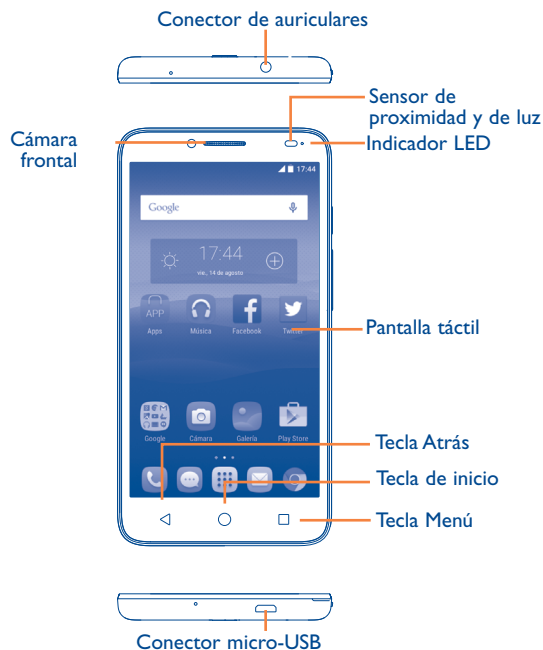 Conector de auriculares
Sensor de
proximidad y de luz
Cámara
frontal
Indicador LED
17:44
Google
17:44
vie., 14 de agosto
APP
Apps
Música
Facebook
Twitter
Pantalla táctil
Google
Cámara
Galería
Play Store
Tecla Atrás
Tecla de inicio
Tecla Menú
Conector micro-USB